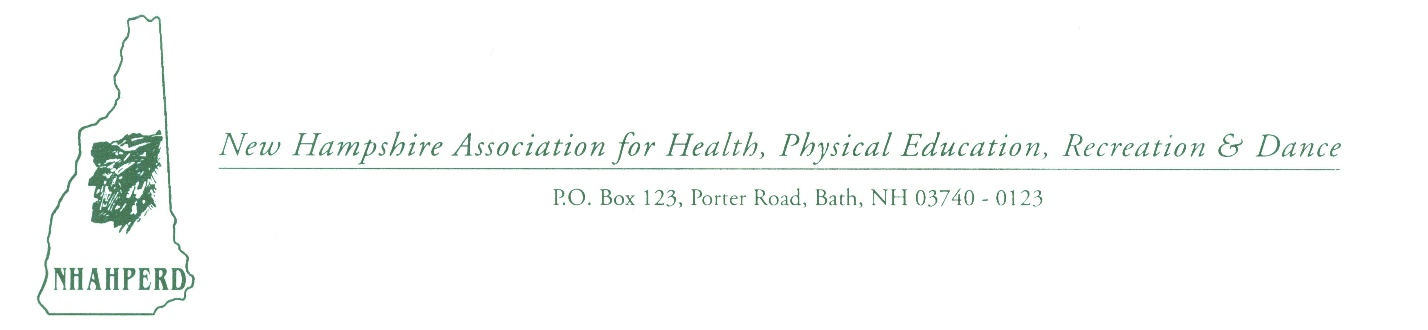 New Hampshire Association for Health, Physical Education, Recreation & Dance
P.O. Box 123, Porter Road, Bath, NH 03740 - 0123
NHAHPERD